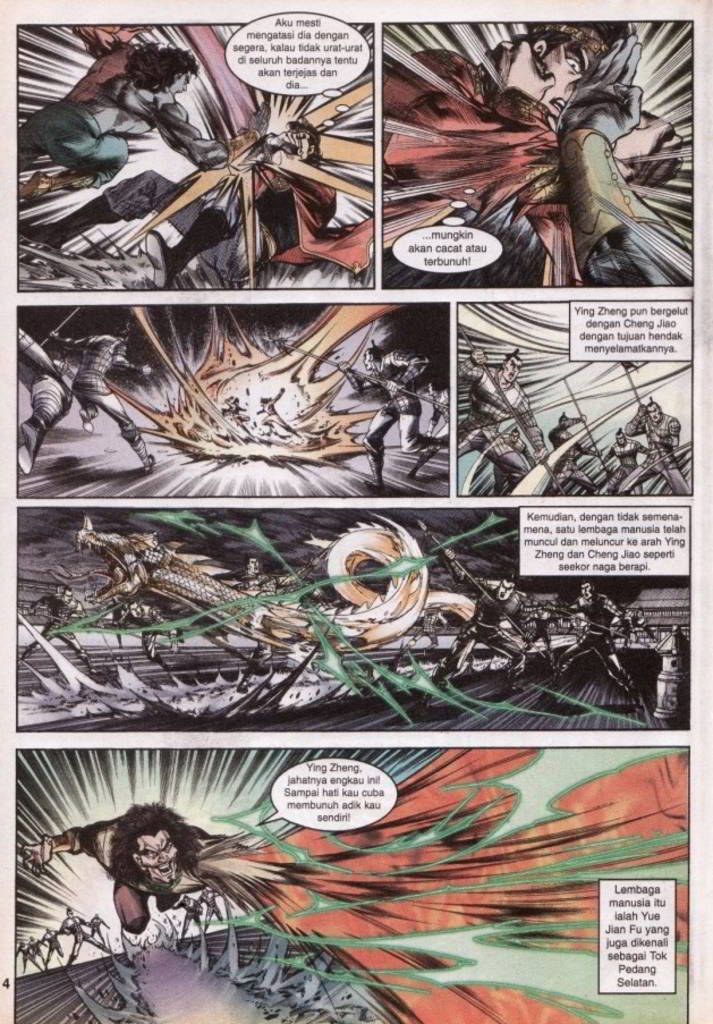 Aku mesti
mengatasi dia dengan
segera, kalau tidak urat-urat
di seluruh badannya tentu
akan terjejas dan
dia...
...mungkin
akan cacat atau
terbunuh!
Ying Zheng pun bergelut
dengan Cheng Jiao
dengan tujuan hendak
menyelamatkannya.
Kemudian, dengan tidak semena-
mena, satu lembaga manusia telah
muncul dan meluncur ke arah Ying
Zheng dan Cheng Jiao seperti
seekor naga berapi.
Ying Zheng,
jahatnya engkau ini!
Sampai hati kau cuba
membunuh adik kau
sendiri!
Lembaga
manusia itu
ialah Yue
Jian Fu yang
juga dikenali
sebagai Tok
Pedang
Selatan.
4